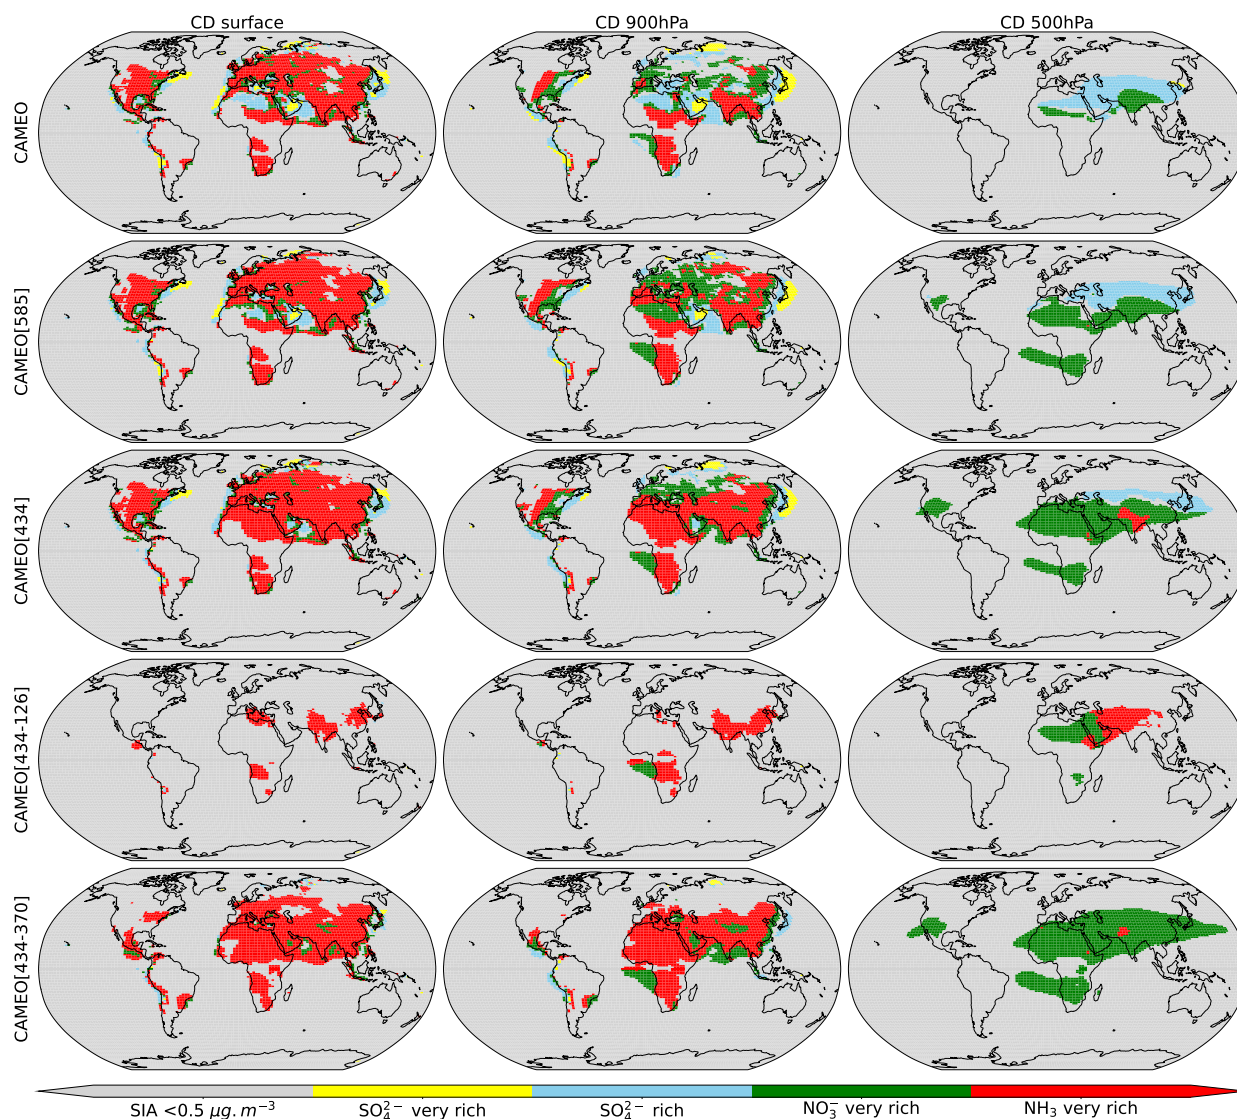 CD surface CD 900hPa CD 500hPa
CAMEO
CAMEO[585]
CAMEO[434]
CAMEO[434-126]
CAMEO[434-370]
SIA <0.5 μg.m⁻³ SO₄²⁻ very rich SO₄²⁻ rich NO₃⁻ very rich NH₃ very rich